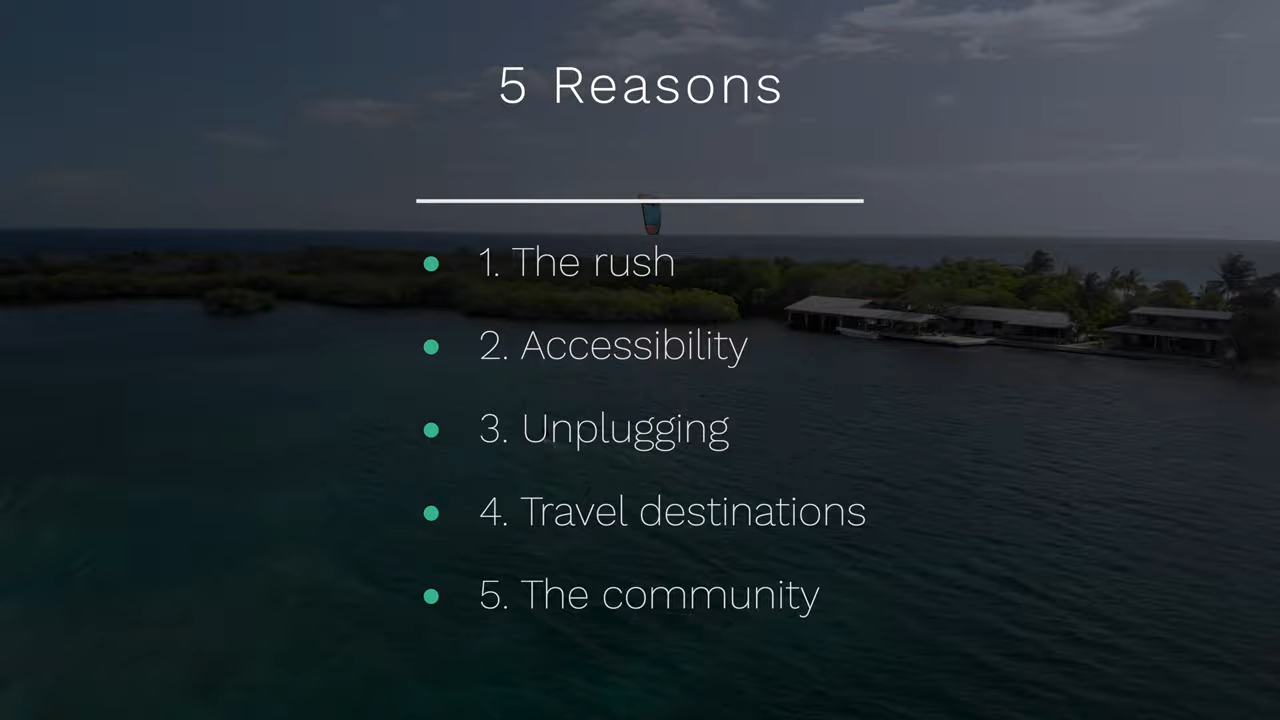 5 Reasons
1. The rush
2. Accessibility
3. Unplugging
4. Travel destinations
5. The community